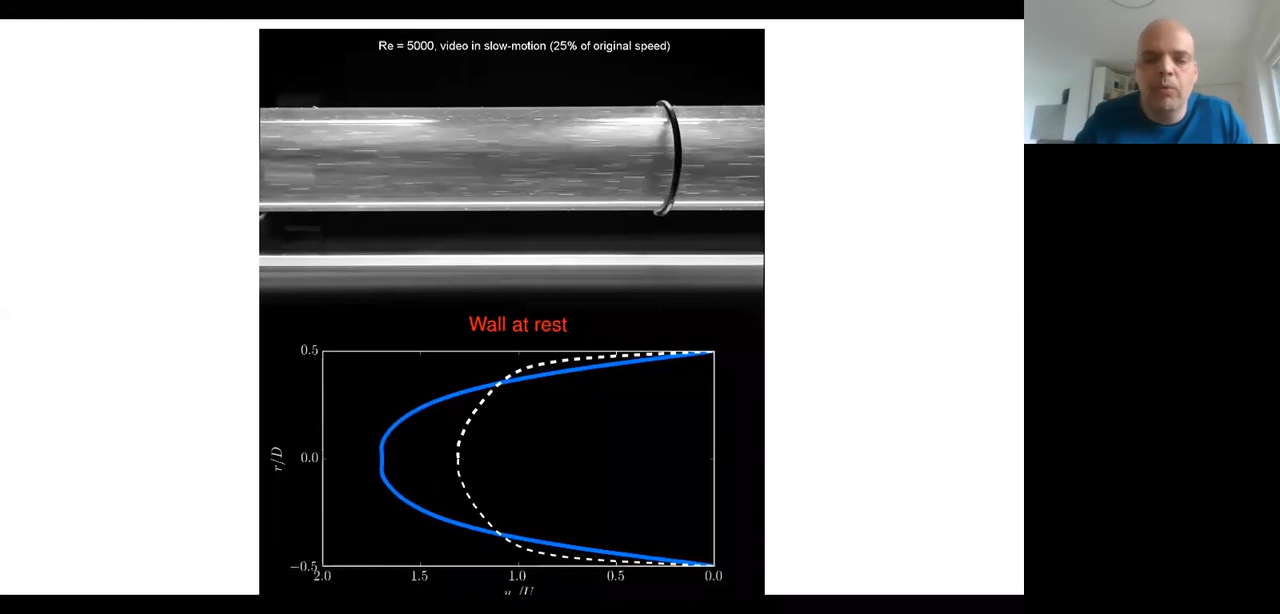 Re = 5000, video in slow-motion (25% of original speed)
Wall at rest
0.5
r/D
0.0
−0.5
2.0 1.5 1.0 0.5 0.0